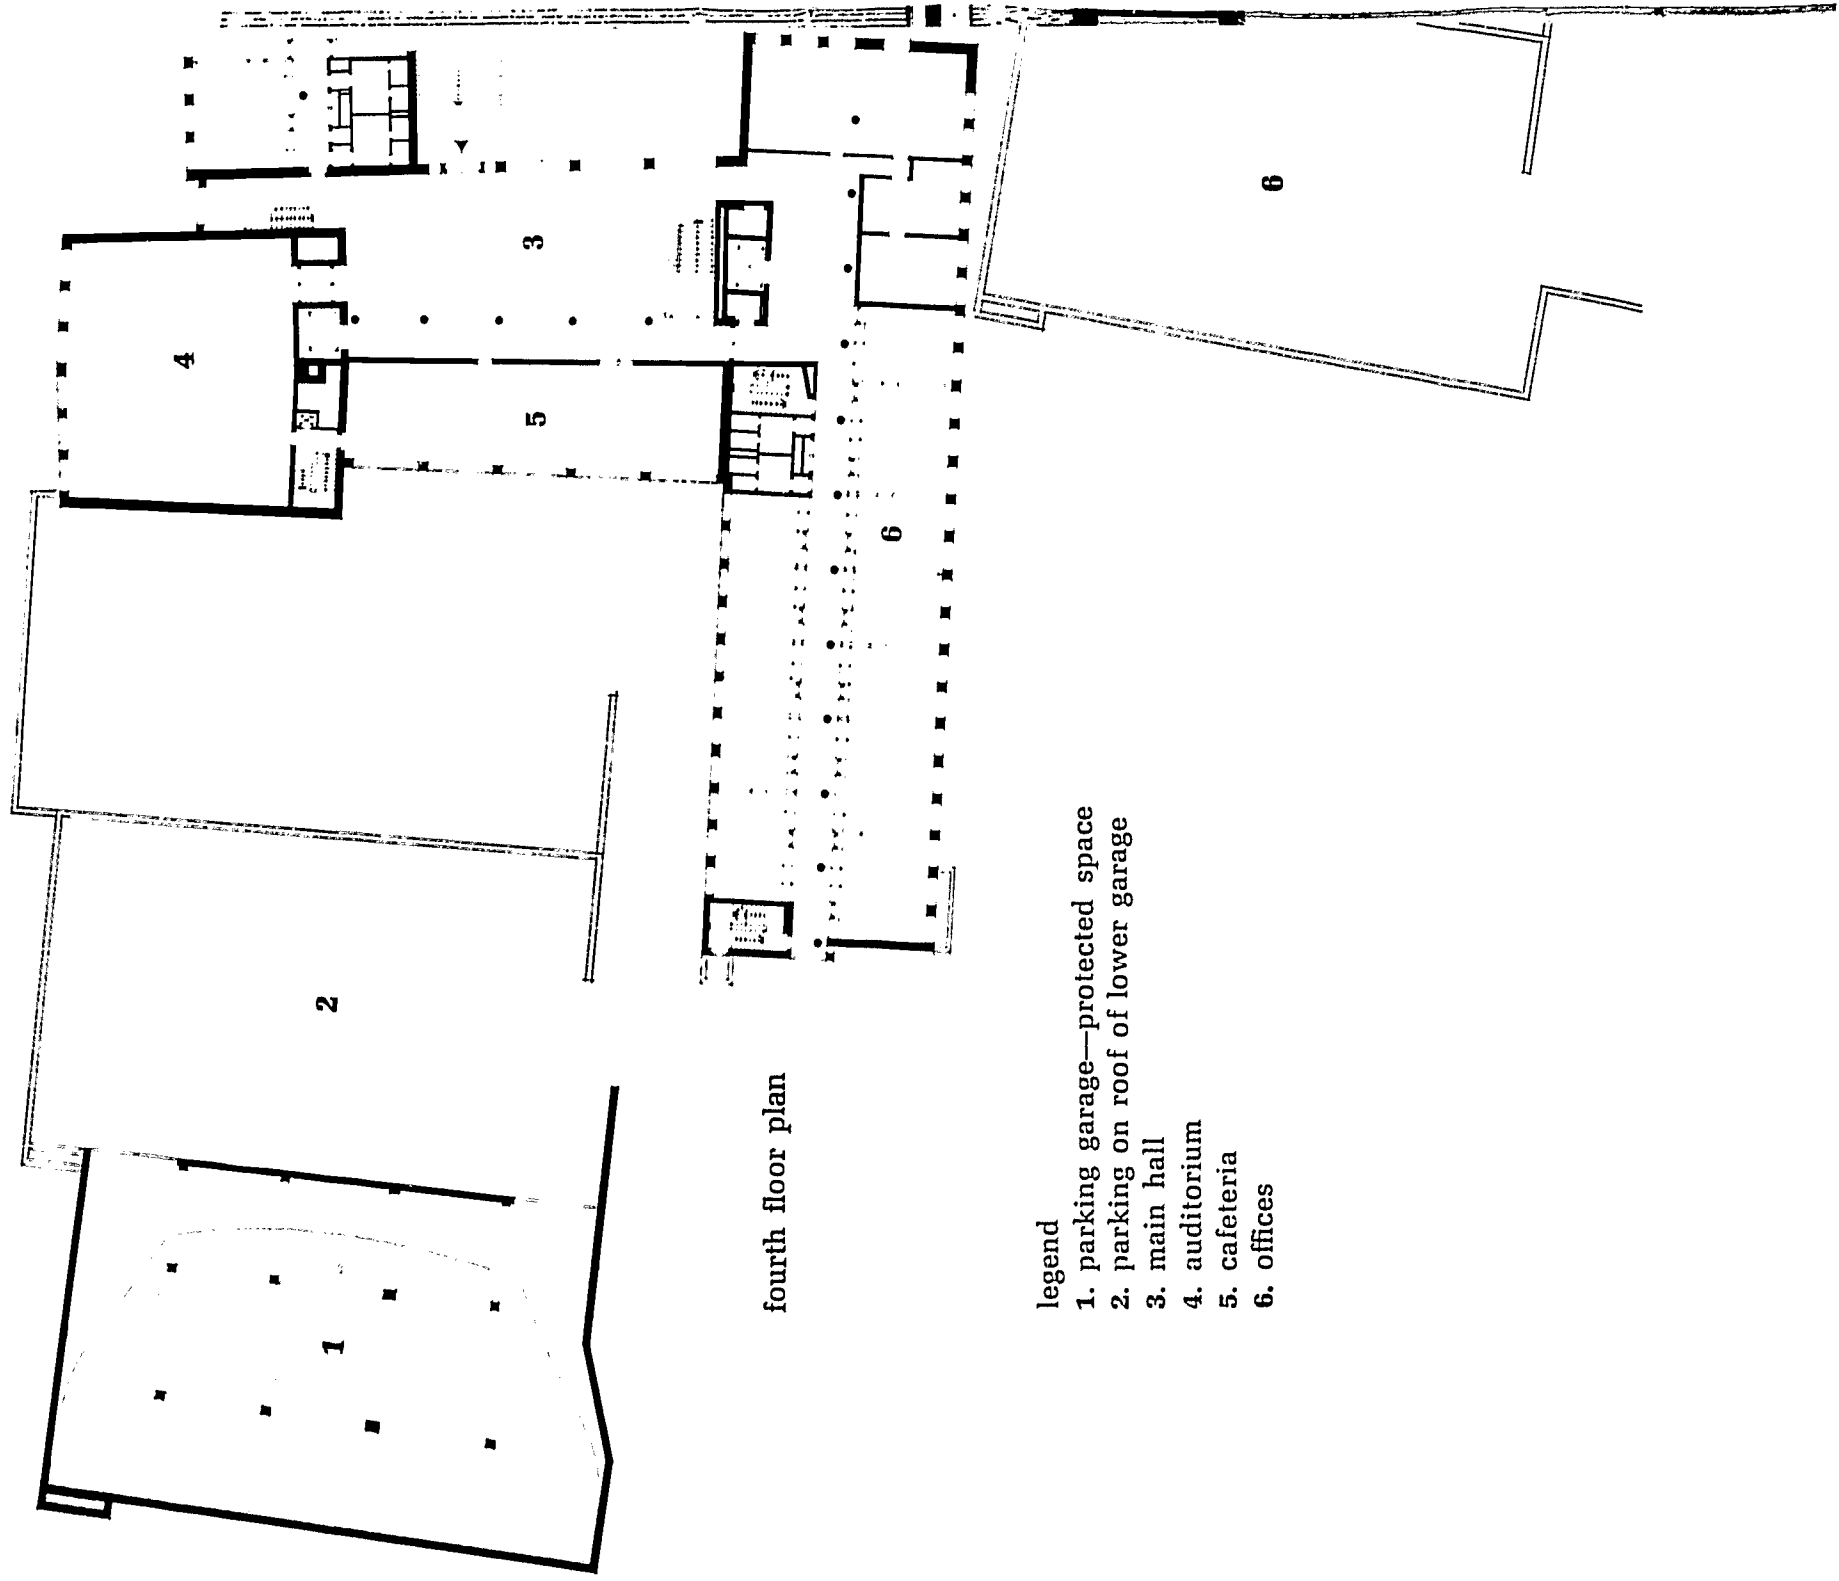 6
3
4
5
6
2
1
fourth floor plan
legend
1. parking garage—protected space
2. parking on roof of lower garage
3. main hall
4. auditorium
5. cafeteria
6. offices